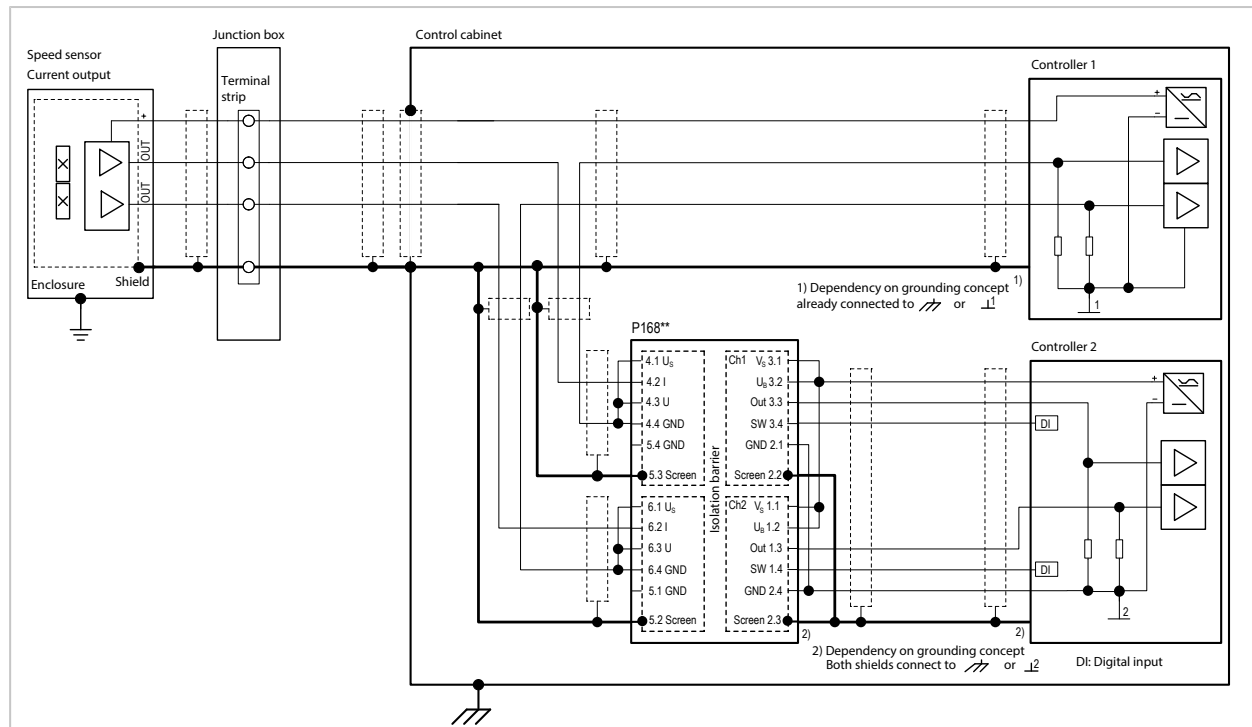 Junction box
Control cabinet
Speed sensor
Current output
Controller 1
Terminal
strip
+
OUT
OUT
+
−
Enclosure
Shield
1)
1) Dependency on grounding concept
already connected to or 1
1
P168**
Controller 2
4.1 US
4.2 I
4.3 U
4.4 GND
5.4 GND
5.3 Screen
6.1 US
6.2 I
6.3 U
6.4 GND
5.1 GND
5.2 Screen
Isolation barrier
Ch1 VS 3.1
UB 3.2
Out 3.3
SW 3.4
GND 2.1
Screen 2.2
Ch2 VS 1.1
UB 1.2
Out 1.3
SW 1.4
GND 2.4
Screen 2.3
+
−
DI
DI
2
2)
2)
2) Dependency on grounding concept
Both shields connect to or 2
DI: Digital input